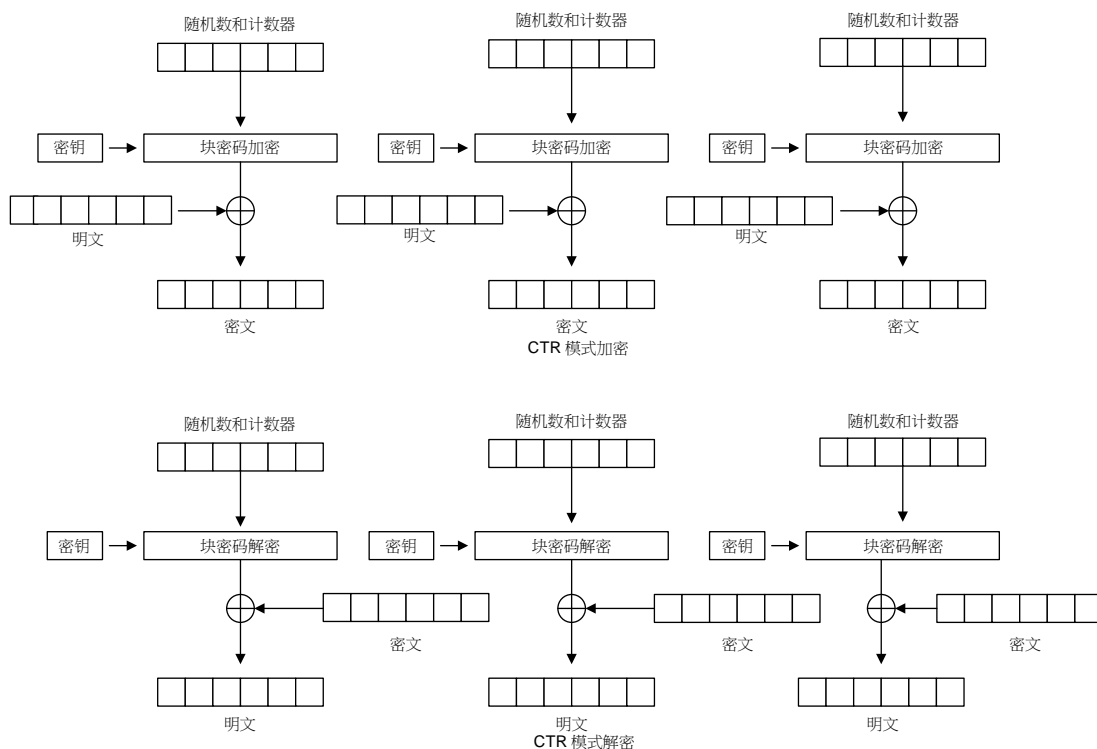 随机数和计数器 随机数和计数器 随机数和计数器
密钥 块密码加密 密钥 块密码加密 密钥 块密码加密
明文 明文 明文
密文 密文 密文
CTR 模式加密
随机数和计数器 随机数和计数器 随机数和计数器
密钥 块密码解密 密钥 块密码解密 密钥 块密码解密
密文 密文 密文
明文 明文 明文
CTR 模式解密